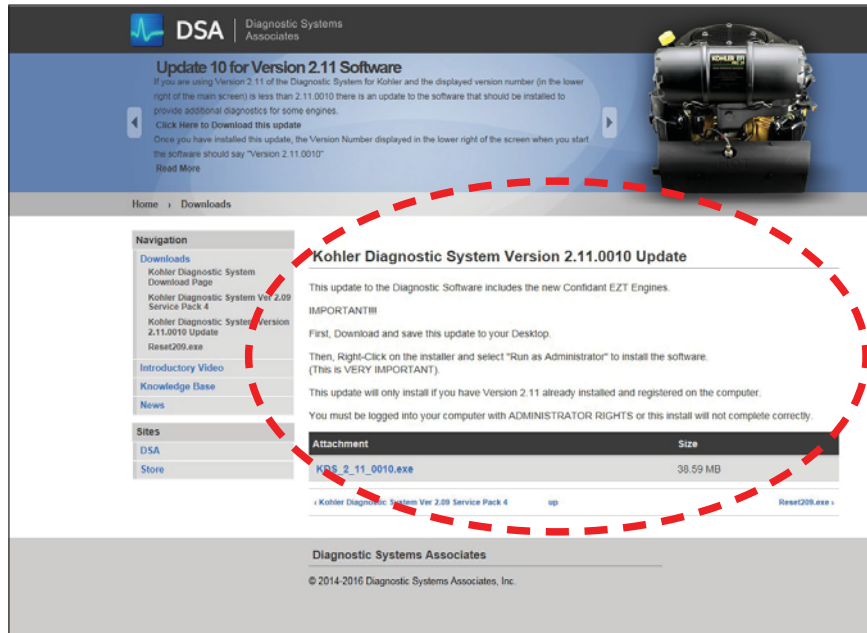 DSA
Diagnostic Systems
Associates
Update 10 for Version 2.11 Software
If you are using Version 2.11 of the Diagnostic System for Kohler and the displayed version number (in the lower
right of the main screen) is less than 2.11.0010 there is an update to the software that should be installed to
provide additional diagnostics for some engines.
Click Here to Download this update
Once you have installed this update, the Version Number displayed in the lower right of the screen when you start
the software should say "Version 2.11.0010"
Read More
KOHLER EFI
Home › Downloads
Navigation
Downloads
Kohler Diagnostic System
Download Page
Kohler Diagnostic System Ver 2.09
Service Pack 4
Kohler Diagnostic System Version
2.11.0010 Update
Reset209.exe
Introductory Video
Knowledge Base
News
Sites
DSA
Store
Kohler Diagnostic System Version 2.11.0010 Update
This update to the Diagnostic Software includes the new Confidant EZT Engines.
IMPORTANT!!!
First, Download and save this update to your Desktop.
Then, Right-Click on the installer and select "Run as Administrator" to install the software.
(This is VERY IMPORTANT).
This update will only install if you have Version 2.11 already installed and registered on the computer.
You must be logged into your computer with ADMINISTRATOR RIGHTS or this install will not complete correctly.
Attachment Size
KDS_2_11_0010.exe 38.59 MB
‹ Kohler Diagnostic System Ver 2.09 Service Pack 4 up Reset209.exe ›
Diagnostic Systems Associates
© 2014-2016 Diagnostic Systems Associates, Inc.